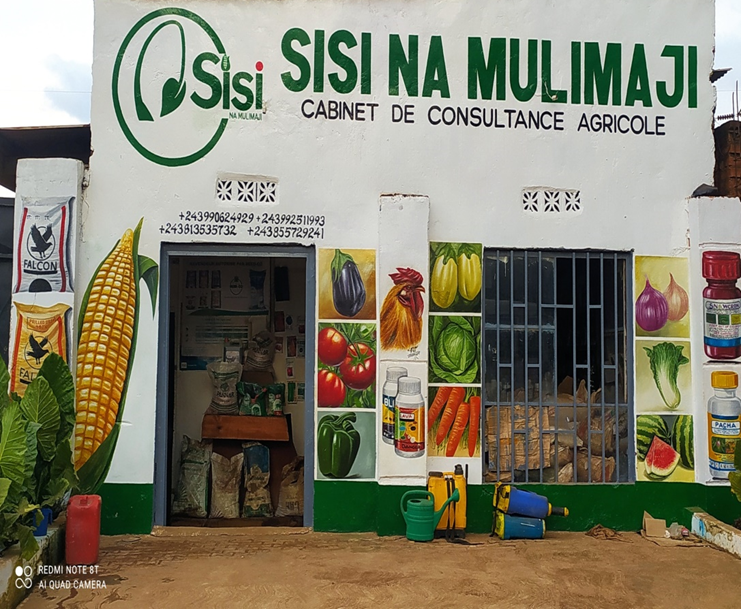 Sisi
NA MULIMAJI
SISI NA MULIMAJI
CABINET DE CONSULTANCE AGRICOLE
+243990624929 +243992511993
+243813535732 +243855729241
FALCON
PACHA
REDMI NOTE 8T
AI QUAD CAMERA